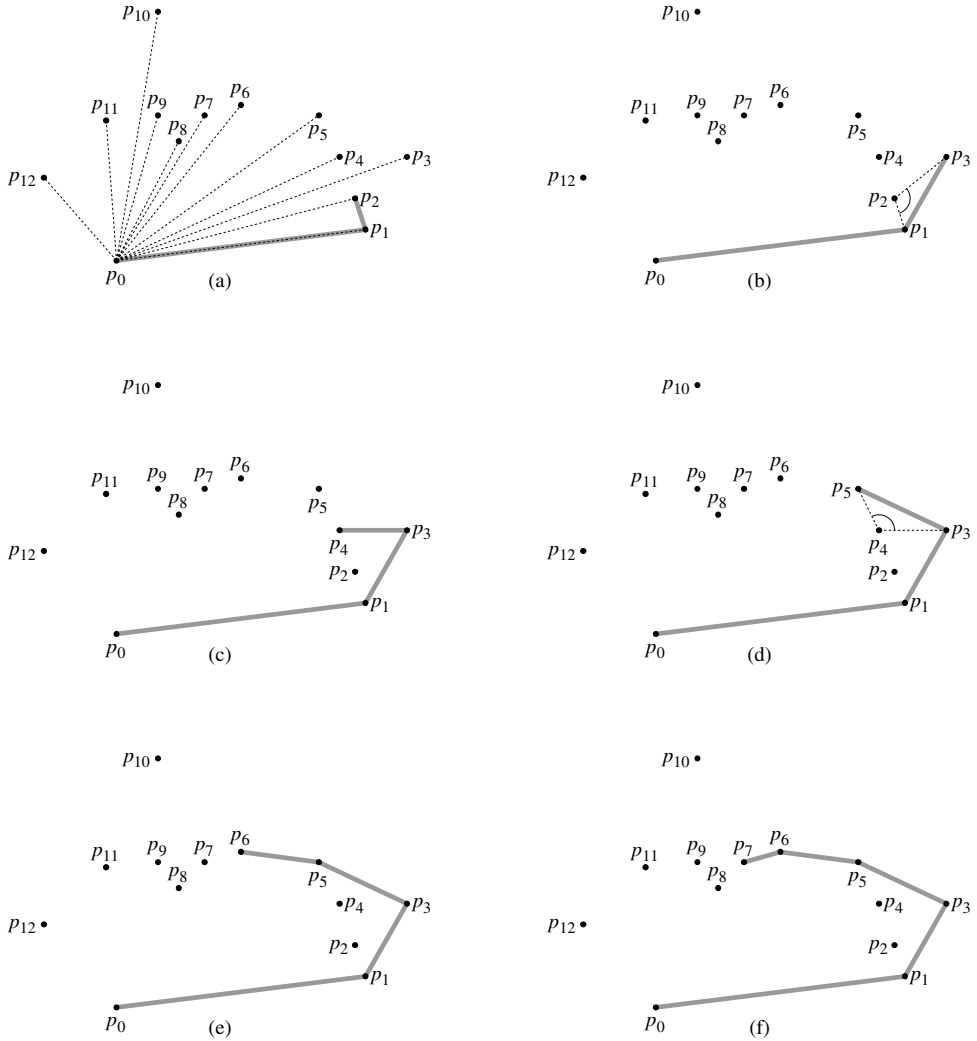 p10 p10
p11 p9 p7 p6 p11 p9 p7 p6
p8 p5 p8 p5
p4 p3 p4 p3
p12 p2 p12 p2
p1 p1
p0 p0
(a) (b)
p10 p10
p11 p9 p7 p6 p11 p9 p7 p6 p5
p8 p5 p8
p4 p3 p4 p3
p12 p2 p12 p2
p1 p1
p0 p0
(c) (d)
p10 p10
p11 p9 p7 p6 p11 p9 p7 p6
p8 p5 p8 p5
p4 p3 p4 p3
p12 p2 p12 p2
p1 p1
p0 p0
(e) (f)